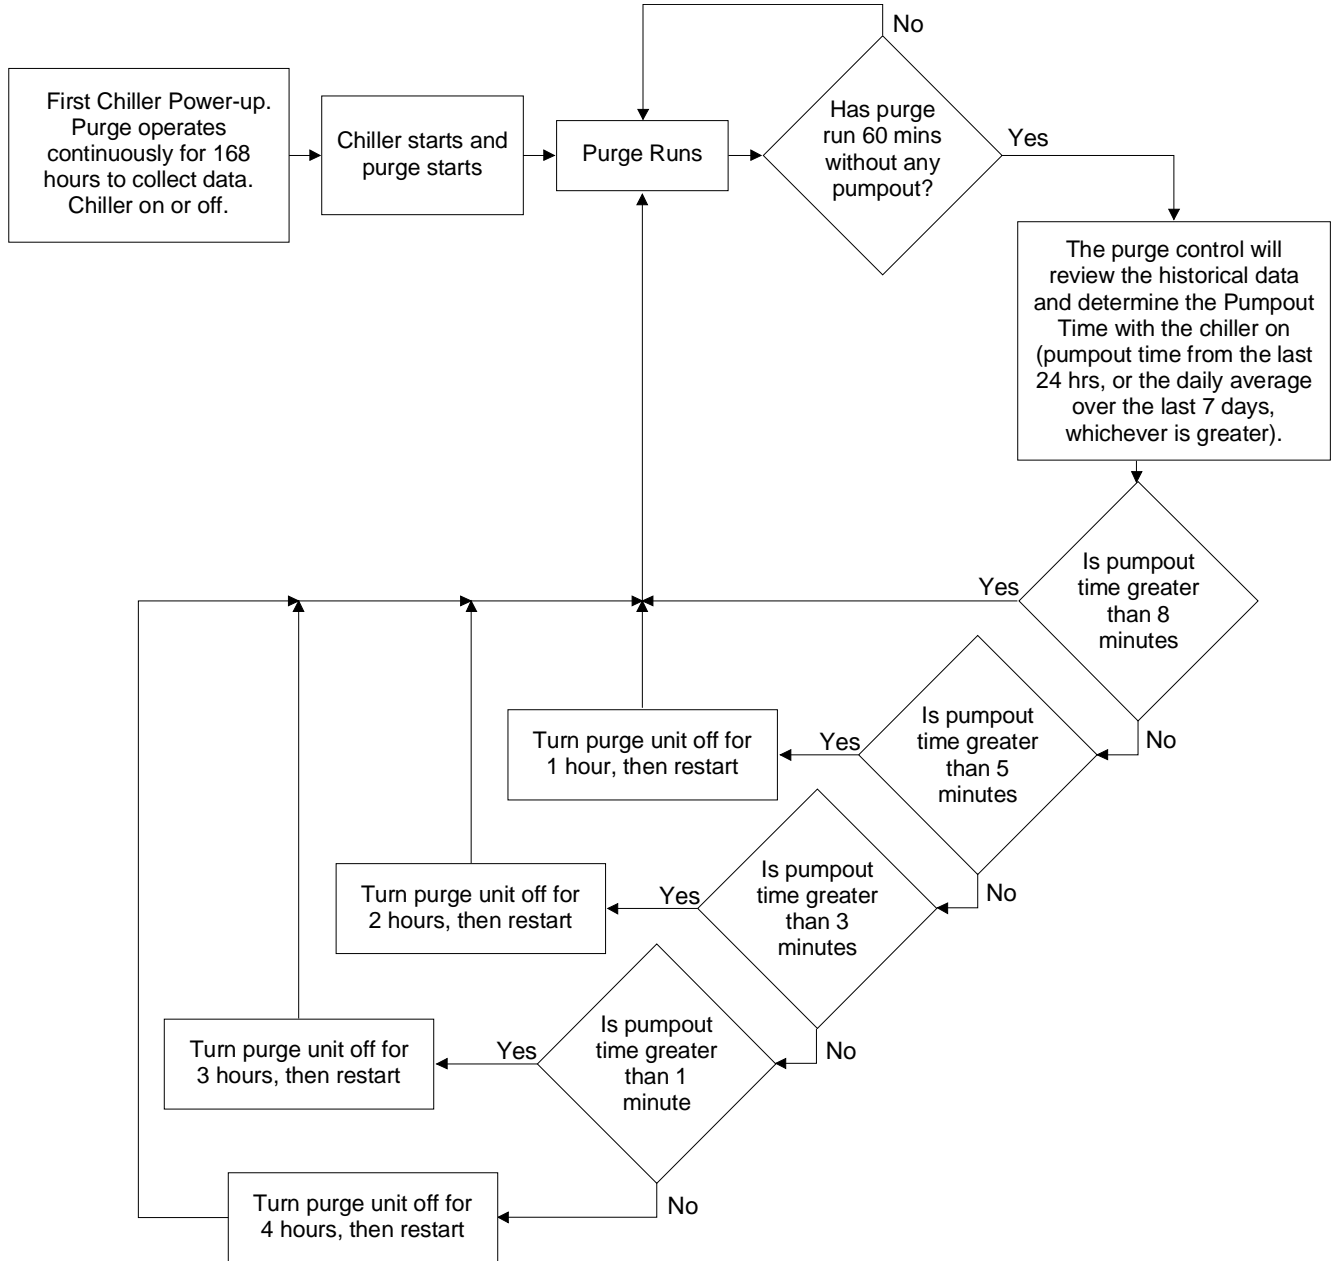 No
First Chiller Power-up.
Purge operates
continuously for 168
hours to collect data.
Chiller on or off.
Chiller starts and
purge starts
Purge Runs
Has purge
run 60 mins
without any
pumpout?
Yes
The purge control will
review the historical data
and determine the Pumpout
Time with the chiller on
(pumpout time from the last
24 hrs, or the daily average
over the last 7 days,
whichever is greater).
Is pumpout
time greater
than 8
minutes
Yes
No
Is pumpout
time greater
than 5
minutes
Yes
Turn purge unit off for
1 hour, then restart
No
Is pumpout
time greater
than 3
minutes
Yes
Turn purge unit off for
2 hours, then restart
No
Is pumpout
time greater
than 1
minute
Yes
Turn purge unit off for
3 hours, then restart
No
Turn purge unit off for
4 hours, then restart